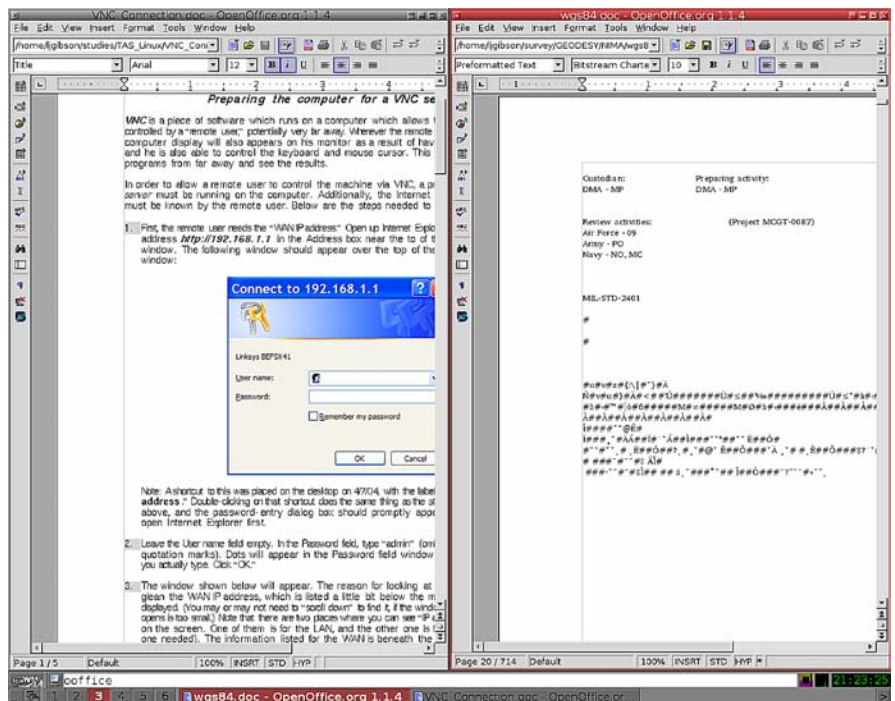 VNC_Connection.doc - OpenOffice.org 1.1.4
File Edit View Insert Format Tools Window Help
/home/ljgibson/studies/TAS_Linux/VNC_Con
Title Arial 12 B i U
Preparing the computer for a VNC se
VNC is a piece of software which runs on a computer which allows
controlled by a "remote user," potentially very far away. Wherever the remote
computer display will also appears on his monitor as a result of hav
and he is also able to control the keyboard and mouse cursor. This
programs from far away and see the results.
In order to allow a remote user to control the machine via VNC, a
server must be running on the computer. Additionally, the Internet
must be known by the remote user. Below are the steps needed to
1. First, the remote user needs the "WAN IP address." Open up Internet Explo
address http://192.168.1.1 in the Address box near the to of t
window. The following window should appear over the top of the
window:
Connect to 192.168.1.1
Linksys BEFSX41
User name:
Password:
Remember my password
OK Cancel
Note: A shortcut to this was placed on the desktop on 4/7/04, with the label
address." Double-clicking on that shortcut does the same thing as the
above, and the password-entry dialog box should promptly appe
open Internet Explorer first.
2. Leave the User name field empty. In the Password field, type "admin" (omi
quotation marks). Dots will appear in the Password field window
you actually type. Click "OK."
3. The window shown below will appear. The reason for looking at
glean the WAN IP address, which is listed a little bit below the m
displayed. (You may or may not need to "scroll down" to find it, if the wind
opens is too small.) Note that there are two places where you can see "IP
on the screen. One of them is for the LAN, and the other one is
one needed). The information listed for the WAN is beneath the
Page 1 / 5 Default 100% INSRT STD HYP
wgs84.doc - OpenOffice.org 1.1.4
File Edit View Insert Format Tools Window Help
/home/ljgibson/survey/GEODESY/NIMA/wgs8
Preformatted Text Bitstream Charte 10 B i U
Custodian: Preparing activity:
DMA - MP DMA - MP
Review activities: (Project MCGT-0087)
Air Force - 09
Army - PO
Navy - NO, MC
MIL-STD-2401
#
#
Page 20 / 714 Default 100% INSRT STD HYP *
ooffice 21:23:25
1 2 3 4 5 6 wgs84.doc - OpenOffice.org 1.1.4 VNC_Connection.doc - OpenOffice.or...